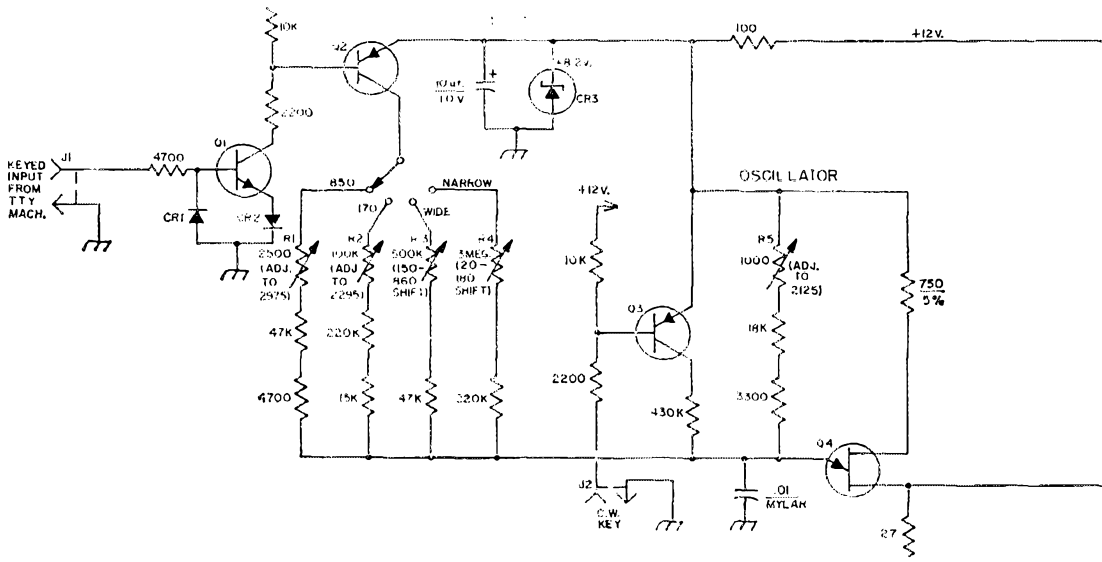 10K
Q2
100
+12V.
+8.2V.
10 uf.
10V
CR3
2200
Q1
J1
4700
KEYED
INPUT
FROM
TTY
MACH.
CR1
CR2
850
170
NARROW
WIDE
OSCILLATOR
+12V.
R1
2500
(ADJ.
TO
2975)
R2
100K
(ADJ.
TO
2295)
R3
500K
(150-
860
SHIFT)
R4
3MEG.
(20-
180
SHIFT)
10K
R5
1000
(ADJ.
TO
2125)
750
5%
Q3
47K
220K
18K
2200
4700
15K
47K
220K
430K
3300
Q4
J2
C.W.
KEY
.01
MYLAR
27